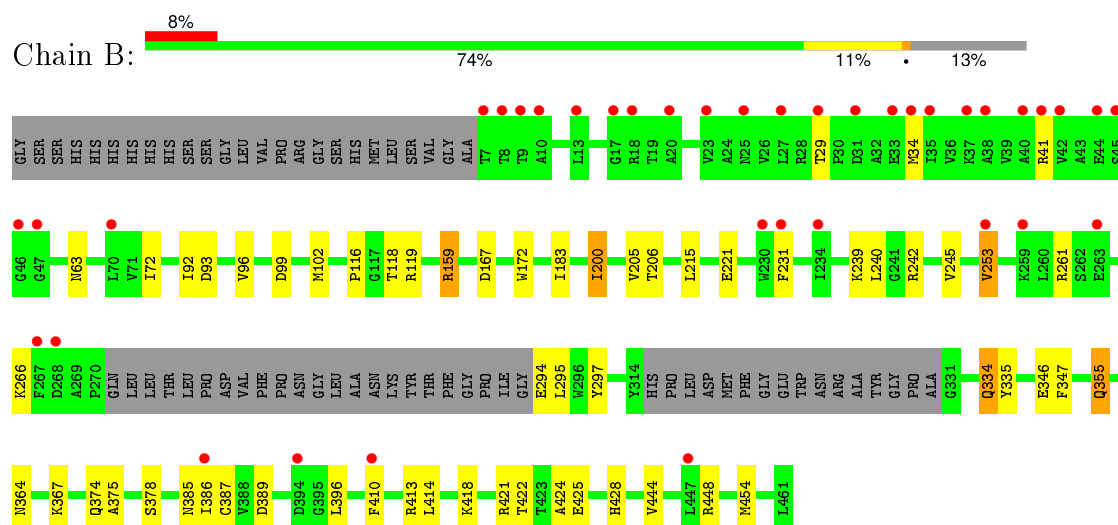 8%
Chain B:
74% 11% • 13%
GLY SER SER HIS HIS HIS HIS HIS HIS SER SER GLY LEU VAL PRO ARG GLY SER HIS MET LEU SER VAL GLY ALA T7 T8 T9 A10 L13 G17 R18 T19 A20 V23 A24 N25 V26 L27 R28 T29 P30 D31 A32 E33 M34 I35 V36 K37 A38 V39 A40 R41 V42 A43 E44 S45
G46 G47 N63 L70 V71 I72 I92 D93 V96 D99 M102 P116 G117 T118 R119 R159 D167 W172 I183 I200 V205 T206 L215 E221 W230 F231 I234 K239 L240 G241 R242 V245 V253 K259 L260 R261 S262 E263
K266 F267 D268 A269 P270 GLN LEU LEU THR LEU PRO ASP VAL PHE PRO ASN GLY LEU ALA ASN LYS TYR THR PHE GLY PRO ILE GLY E294 L295 W296 Y297 Y314 HIS PRO LEU ASP MET PHE GLY GLU TRP ASN ARG ALA TYR GLY PRO ALA G331 Q334 Y335 E346 F347 Q355
N364 K367 Q374 A375 S378 N385 I386 C387 V388 D389 D394 G395 L396 F410 R413 L414 K418 R421 T422 T423 A424 E425 H428 V444 L447 R448 M454 L461